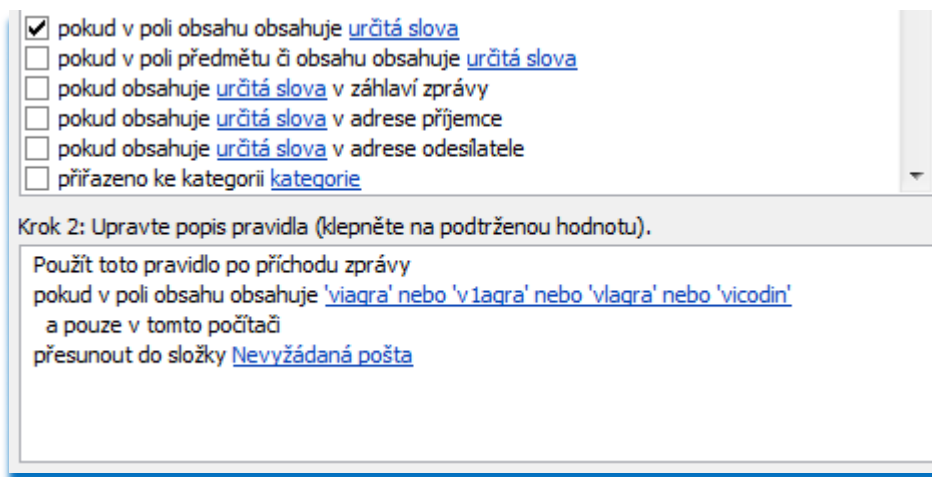 pokud v poli obsahu obsahuje určitá slova
pokud v poli předmětu či obsahu obsahuje určitá slova
pokud obsahuje určitá slova v záhlaví zprávy
pokud obsahuje určitá slova v adrese příjemce
pokud obsahuje určitá slova v adrese odesílatele
přiřazeno ke kategorii kategorie
Krok 2: Upravte popis pravidla (klepněte na podtrženou hodnotu).
Použít toto pravidlo po příchodu zprávy
pokud v poli obsahu obsahuje 'viagra' nebo 'v1agra' nebo 'vlagra' nebo 'vicodin'
a pouze v tomto počítači
přesunout do složky Nevyžádaná pošta